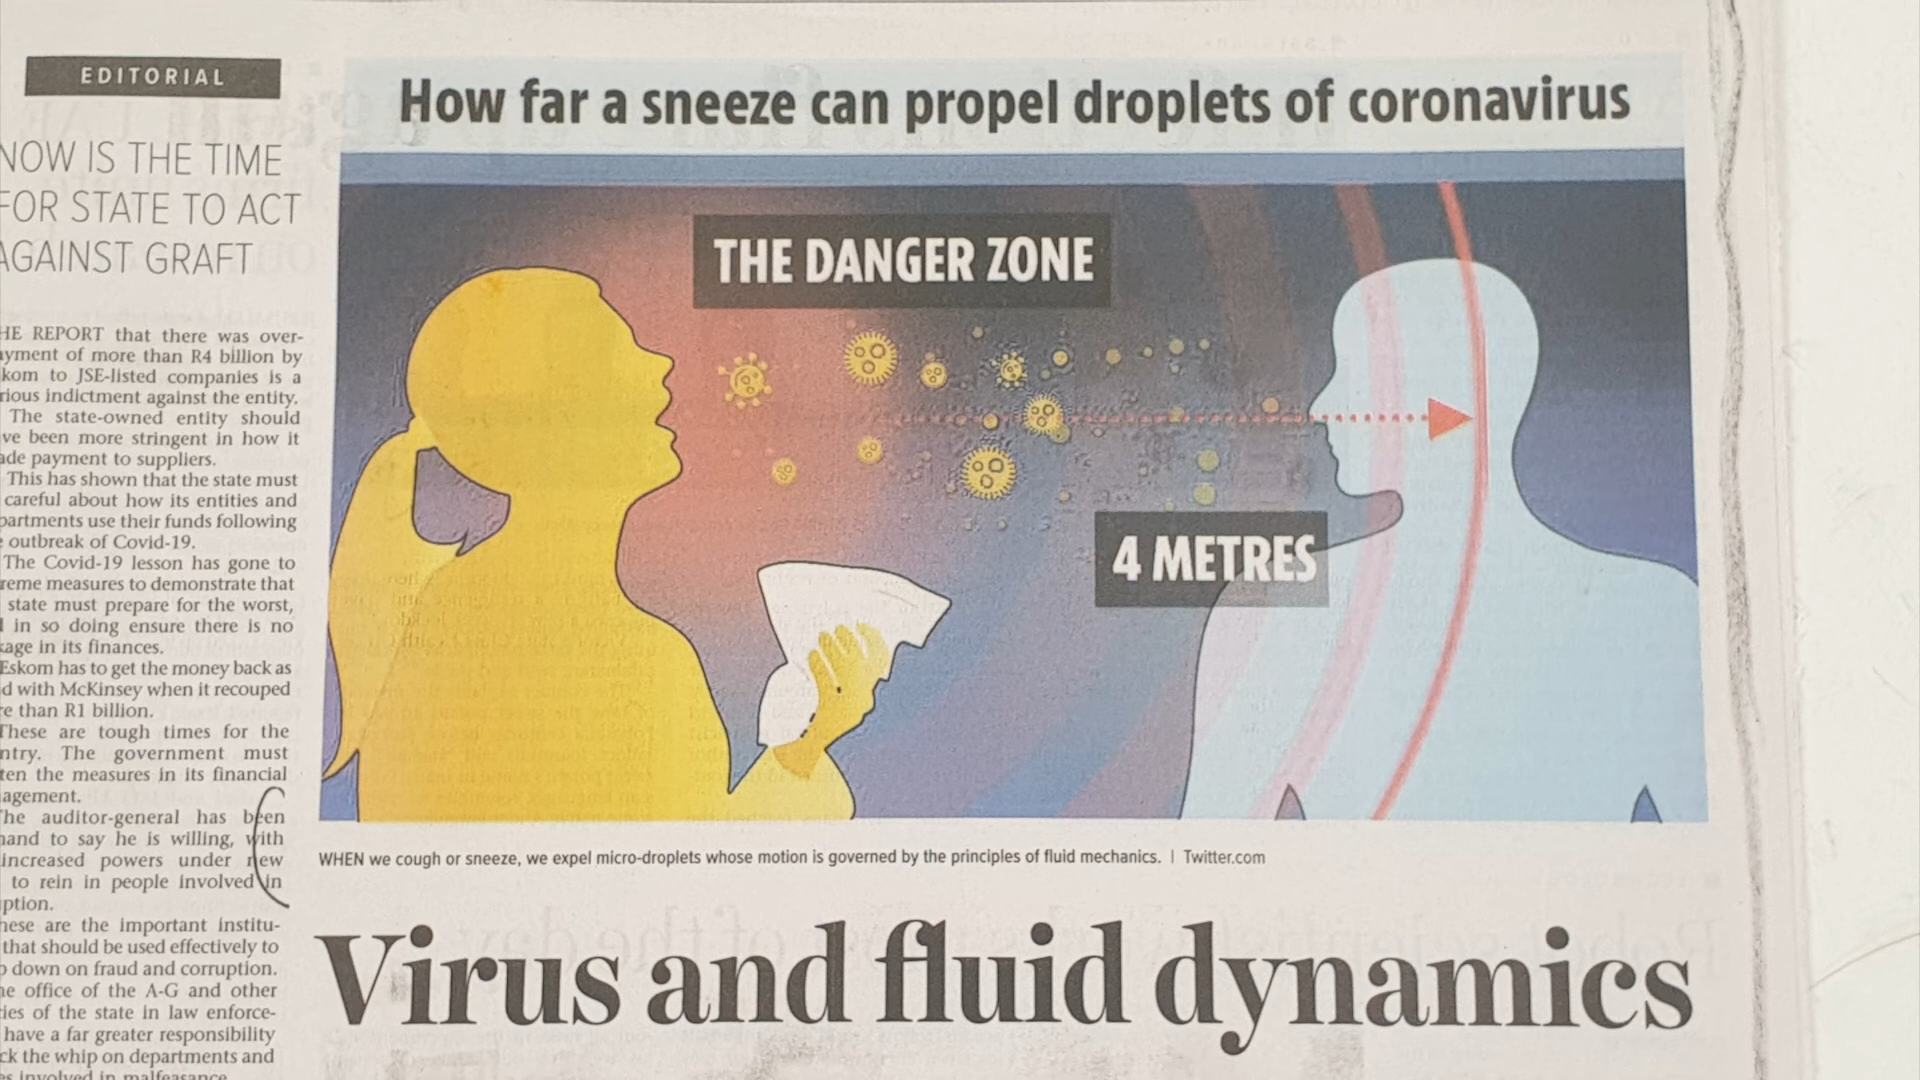 EDITORIAL
NOW IS THE TIME
FOR STATE TO ACT
AGAINST GRAFT
HE REPORT that there was over-
yment of more than R4 billion by
kom to JSE-listed companies is a
rious indictment against the entity.
The state-owned entity should
ve been more stringent in how it
ade payment to suppliers.
This has shown that the state must
careful about how its entities and
partments use their funds following
outbreak of Covid-19.
The Covid-19 lesson has gone to
reme measures to demonstrate that
state must prepare for the worst,
in so doing ensure there is no
kage in its finances.
Eskom has to get the money back as
d with McKinsey when it recouped
re than R1 billion.
These are tough times for the
ntry. The government must
ten the measures in its financial
agement.
The auditor-general has been
hand to say he is willing, with
increased powers under new
to rein in people involved in
ption.
hese are the important institu-
that should be used effectively to
down on fraud and corruption.
he office of the A-G and other
ies of the state in law enforce-
have a far greater responsibility
ck the whip on departments and
es involved in malfeasance.
How far a sneeze can propel droplets of coronavirus
THE DANGER ZONE
4 METRES
WHEN we cough or sneeze, we expel micro-droplets whose motion is governed by the principles of fluid mechanics. | Twitter.com
Virus and fluid dynamics